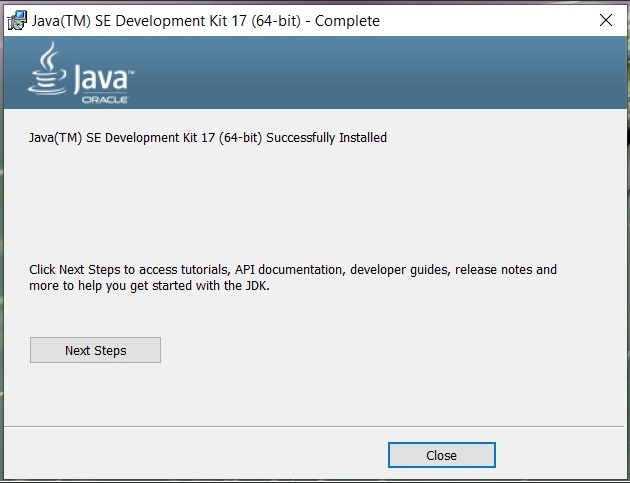 Java(TM) SE Development Kit 17 (64-bit) - Complete
Java™
ORACLE
Java(TM) SE Development Kit 17 (64-bit) Successfully Installed
Click Next Steps to access tutorials, API documentation, developer guides, release notes and
more to help you get started with the JDK.
Next Steps
Close